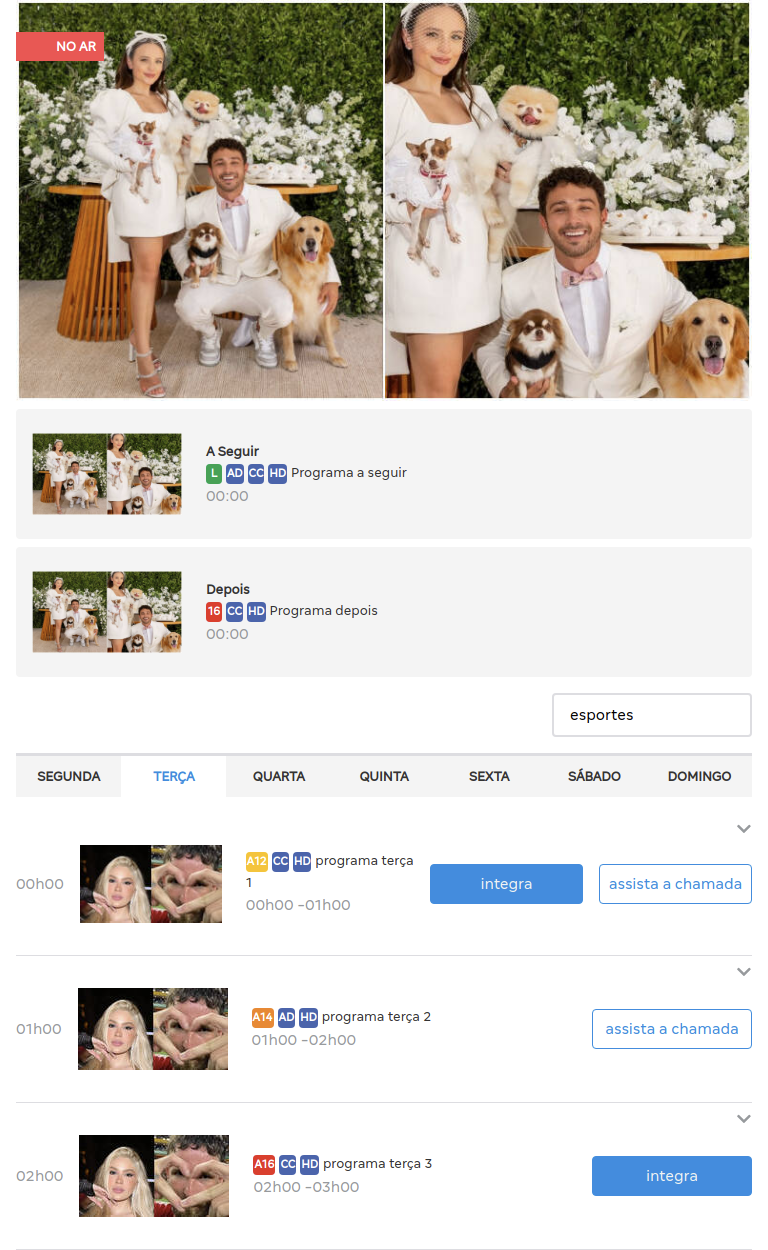 NO AR
A Seguir
L AD CC HD Programa a seguir
00:00
Depois
16 CC HD Programa depois
00:00
esportes
SEGUNDA TERÇA QUARTA QUINTA SEXTA SÁBADO DOMINGO
00h00
A12 CC HD programa terça
1
00h00 -01h00
integra
assista a chamada
01h00
A14 AD HD programa terça 2
01h00 -02h00
assista a chamada
02h00
A16 CC HD programa terça 3
02h00 -03h00
integra